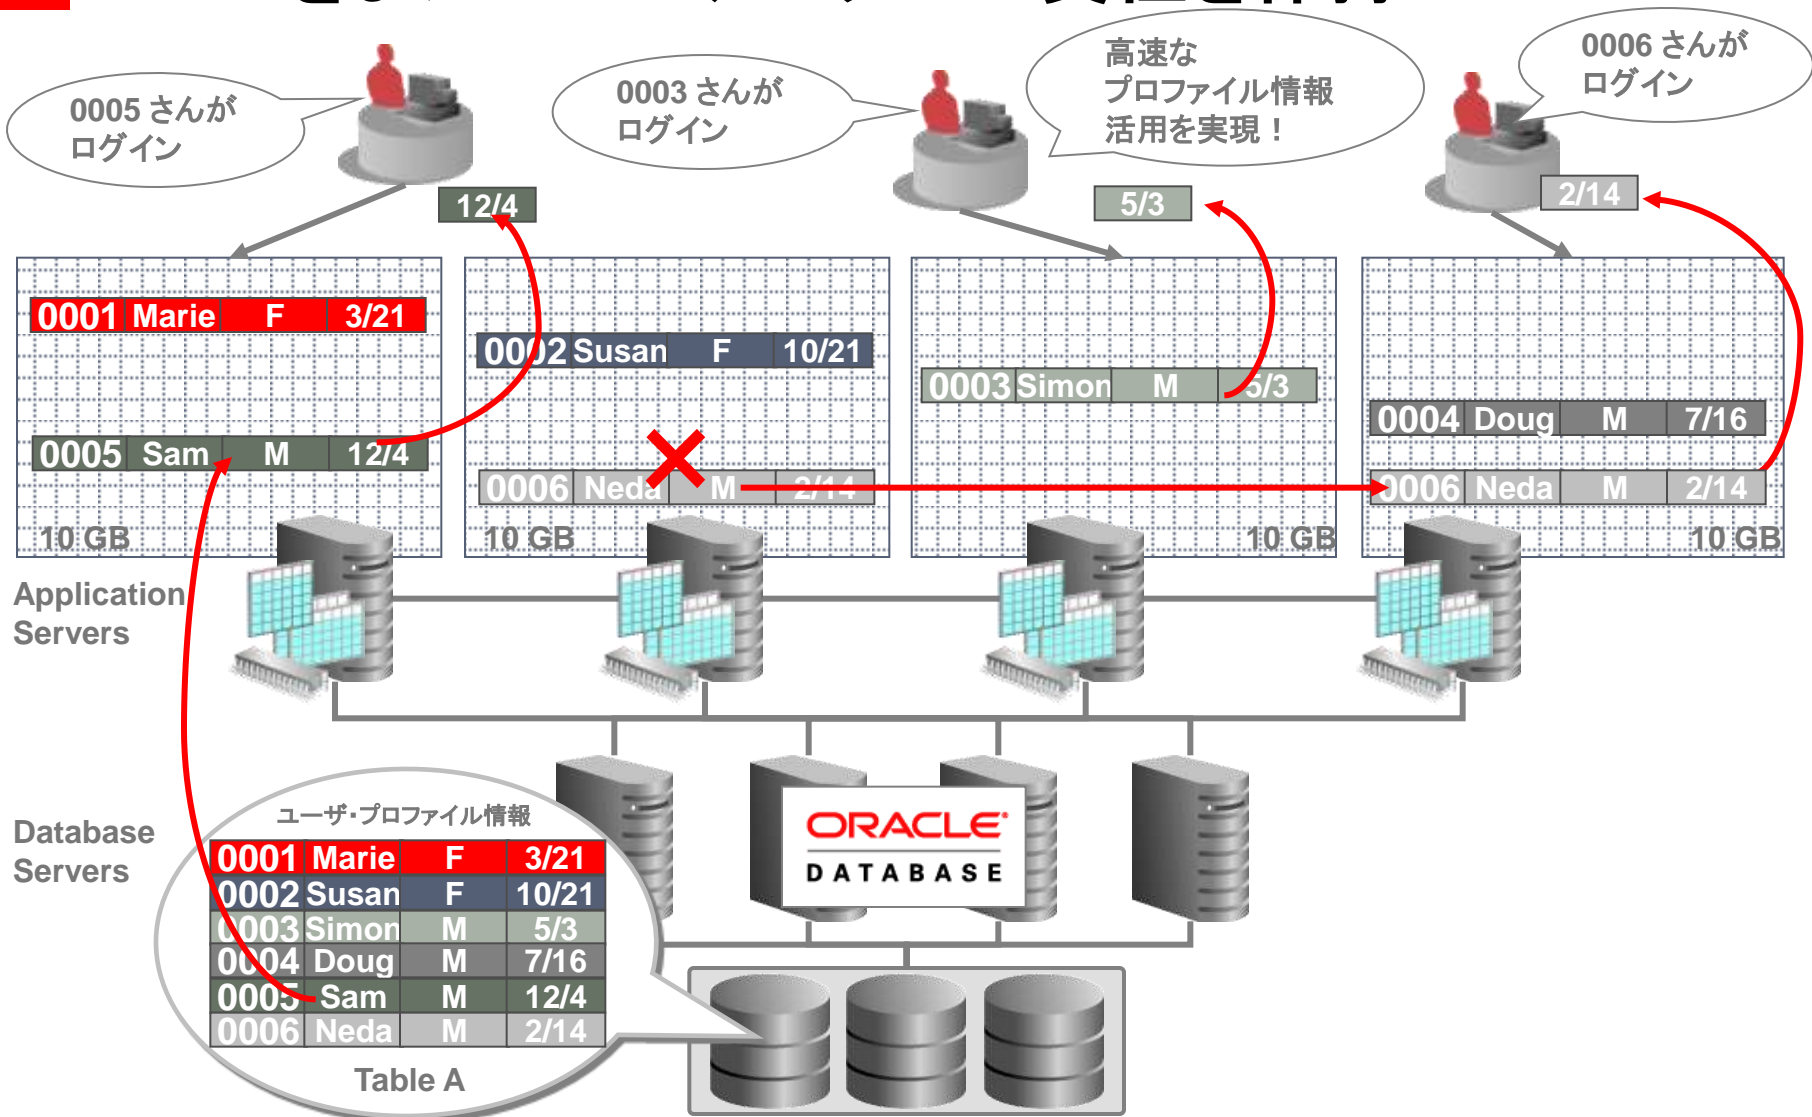 0005 さんが
ログイン
0003 さんが
ログイン
高速な
プロファイル情報
活用を実現！
0006 さんが
ログイン
12/4
5/3
2/14
0001 Marie F 3/21
0005 Sam M 12/4
10 GB
0002 Susan F 10/21
0006 Neda M 2/14
10 GB
0003 Simon M 5/3
10 GB
0004 Doug M 7/16
0006 Neda M 2/14
10 GB
Application
Servers
Database
Servers
ユーザ・プロファイル情報
0001 Marie F 3/21
0002 Susan F 10/21
0003 Simon M 5/3
0004 Doug M 7/16
0005 Sam M 12/4
0006 Neda M 2/14
Table A
ORACLE
DATABASE